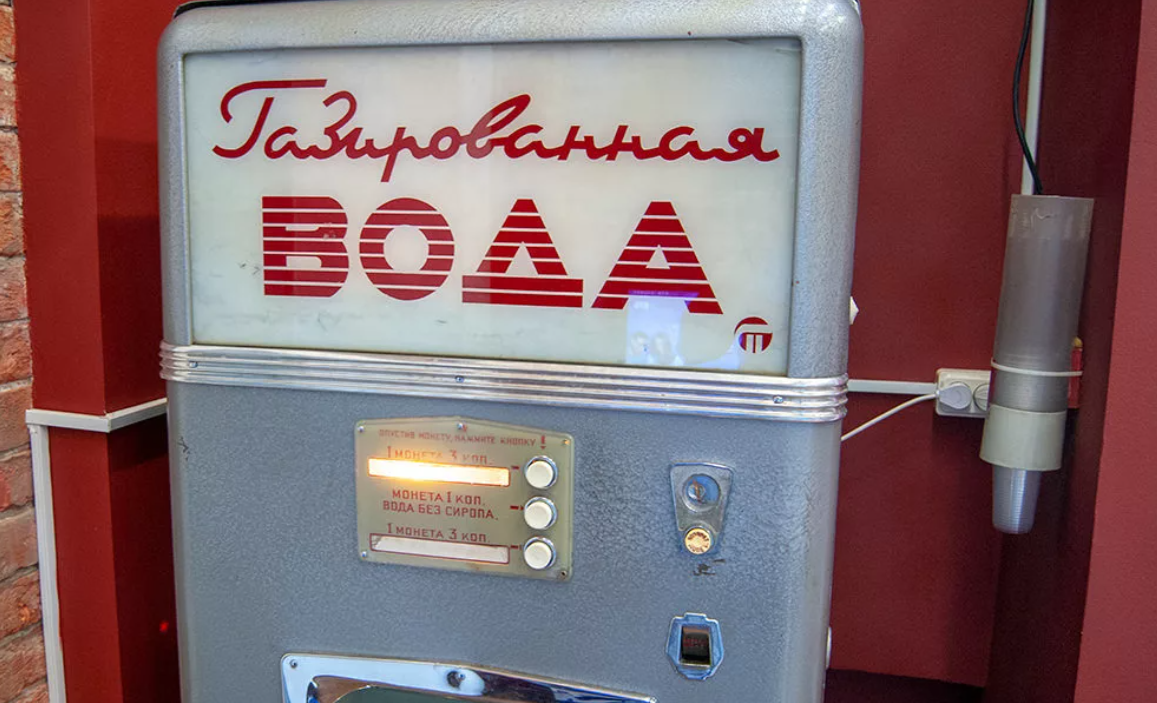 Газированная
ВОДА
ОПУСТИВ МОНЕТУ, НАЖМИТЕ КНОПКУ!
1 МОНЕТА 3 КОП.
МОНЕТА 1 КОП.
ВОДА БЕЗ СИРОПА.
1 МОНЕТА 3 КОП.